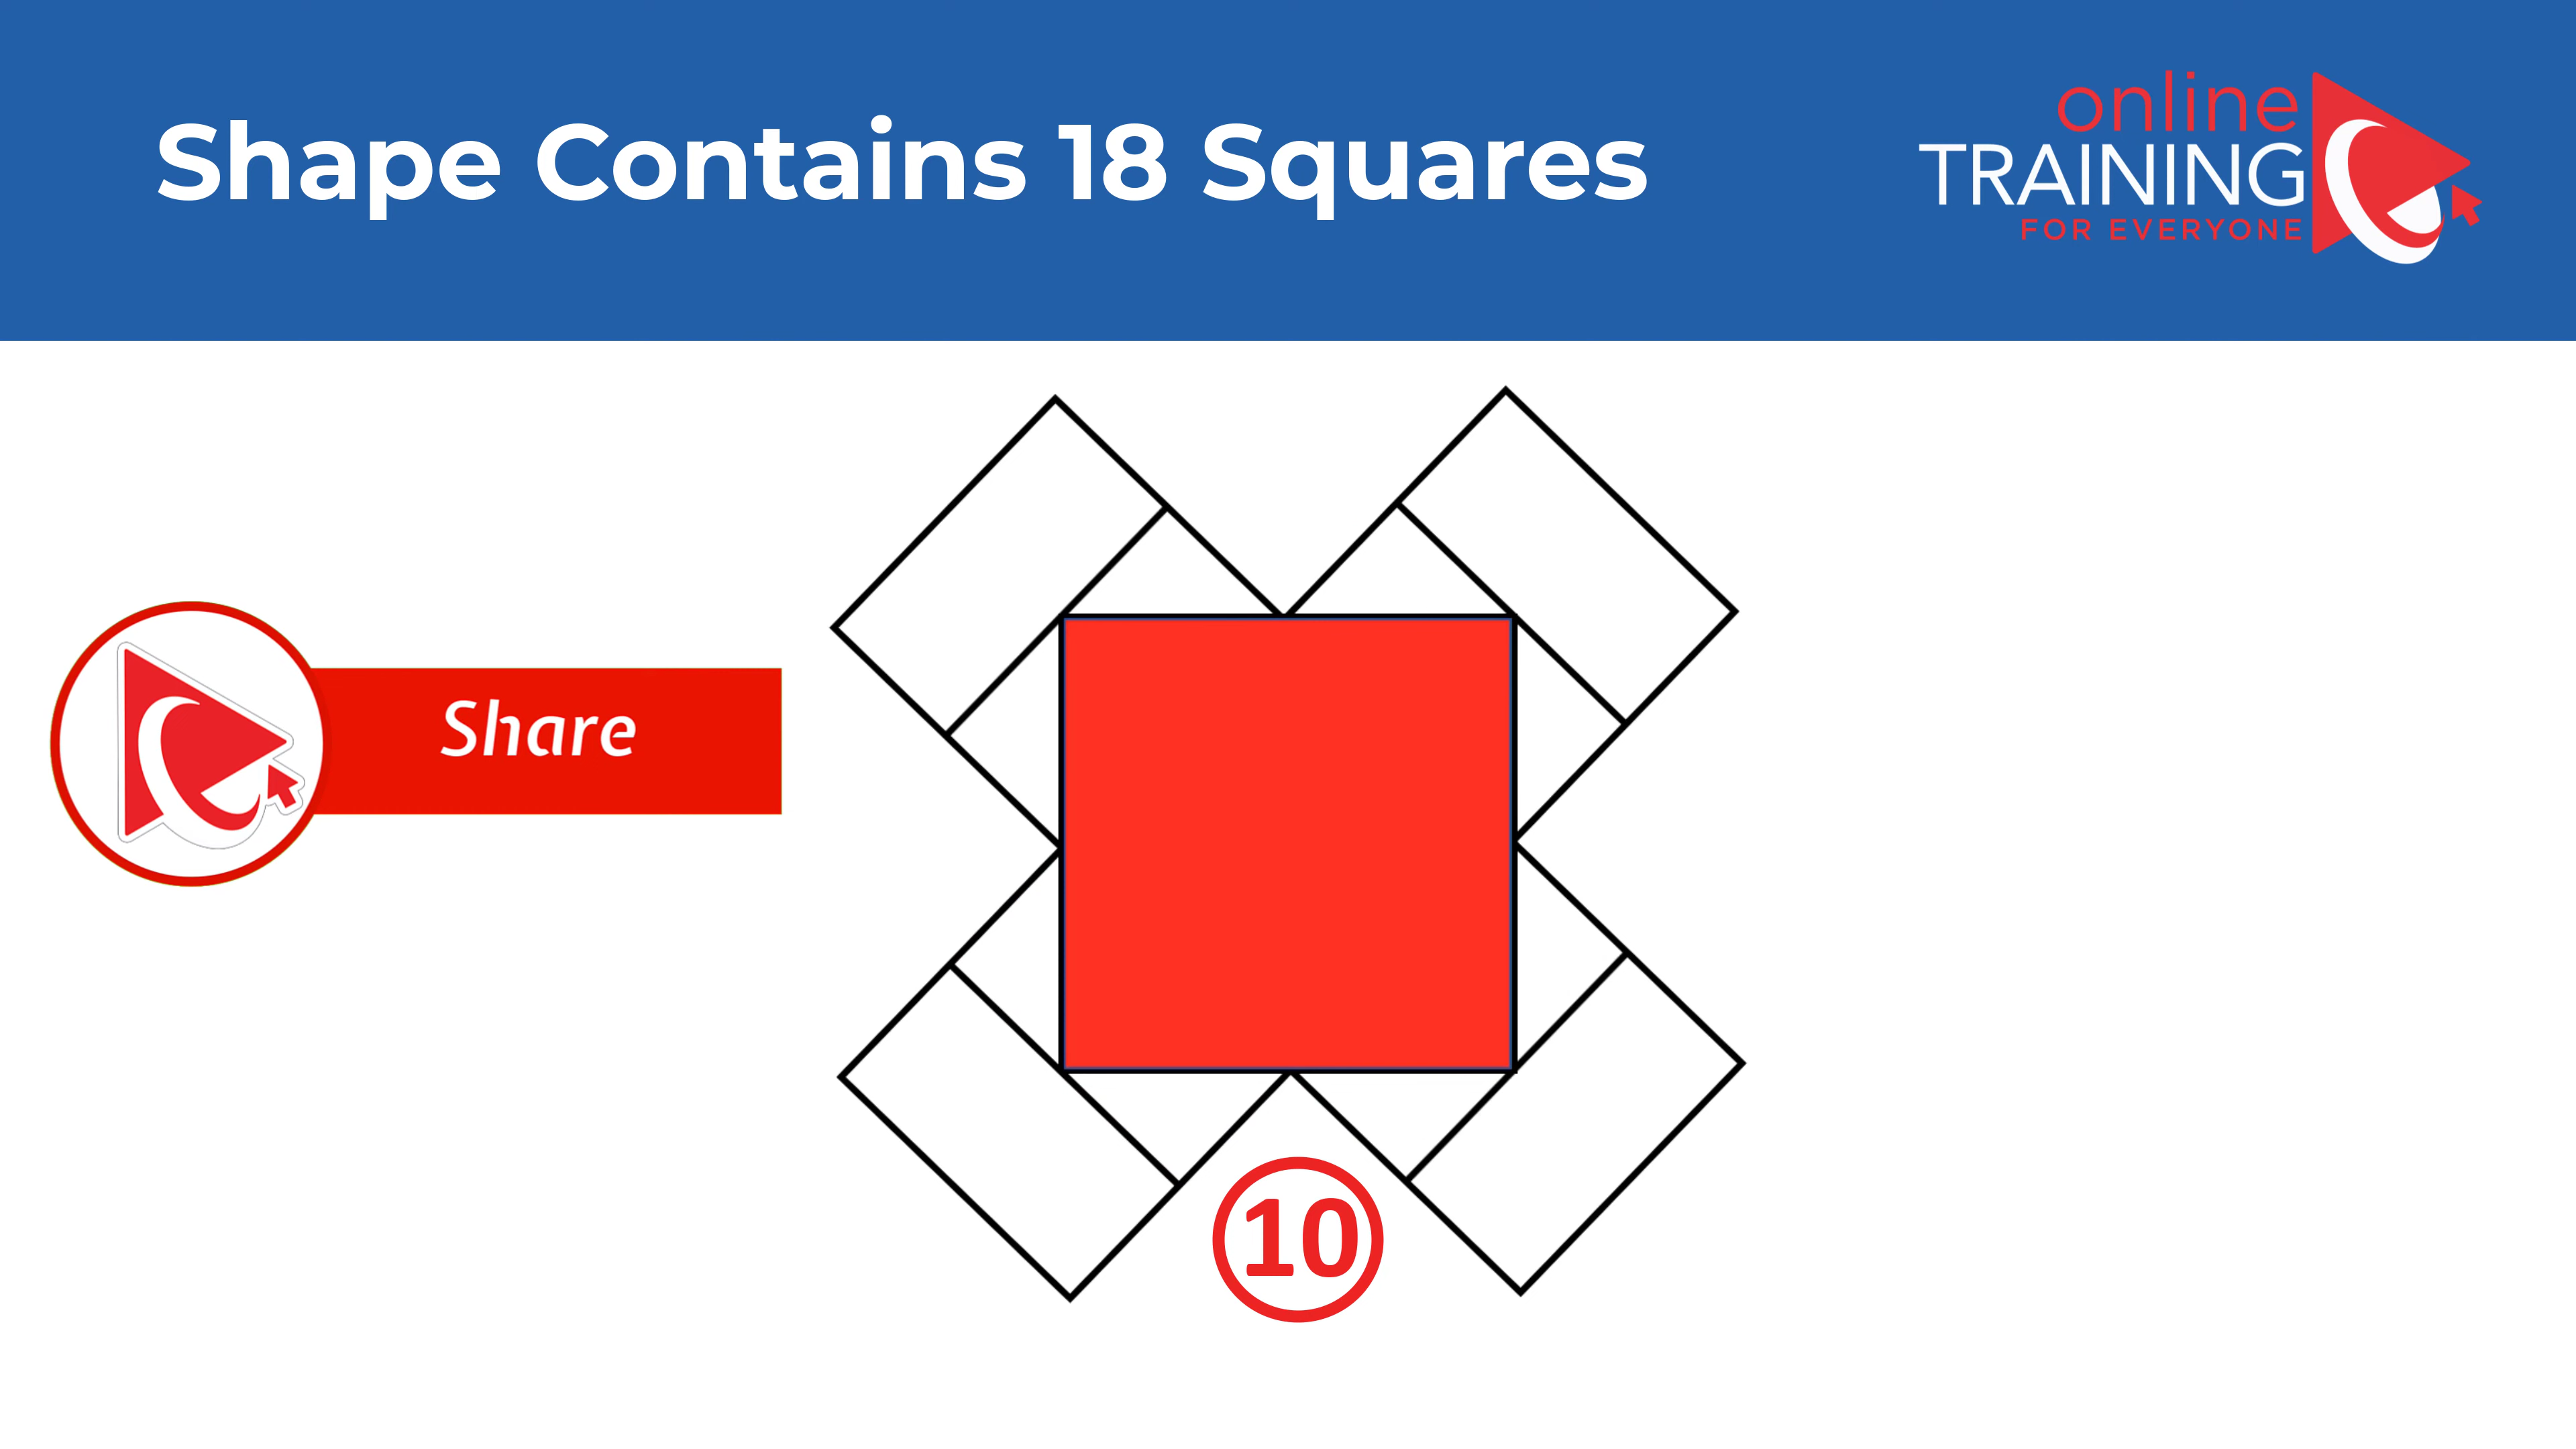 Shape Contains 18 Squares
online
TRAINING
FOR EVERYONE
Share
10